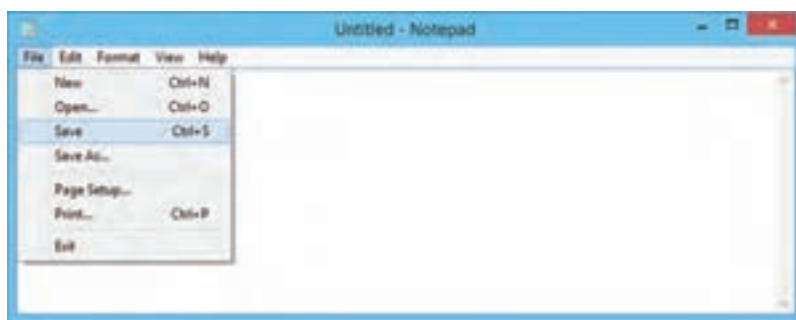 Untitled - Notepad
File Edit Format View Help
New Ctrl+N
Open... Ctrl+O
Save Ctrl+S
Save As...
Page Setup...
Print... Ctrl+P
Exit